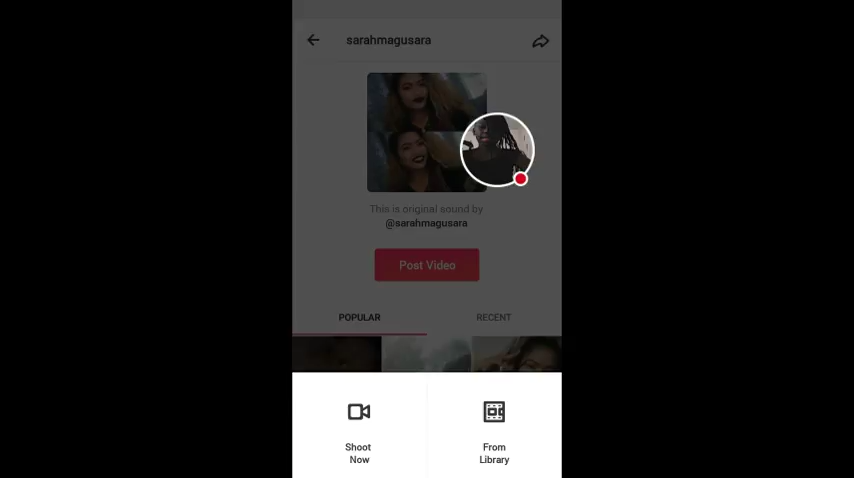 sarahmagusara
This is original sound by
@sarahmagusara
Post Video
POPULAR
RECENT
Shoot
Now
From
Library